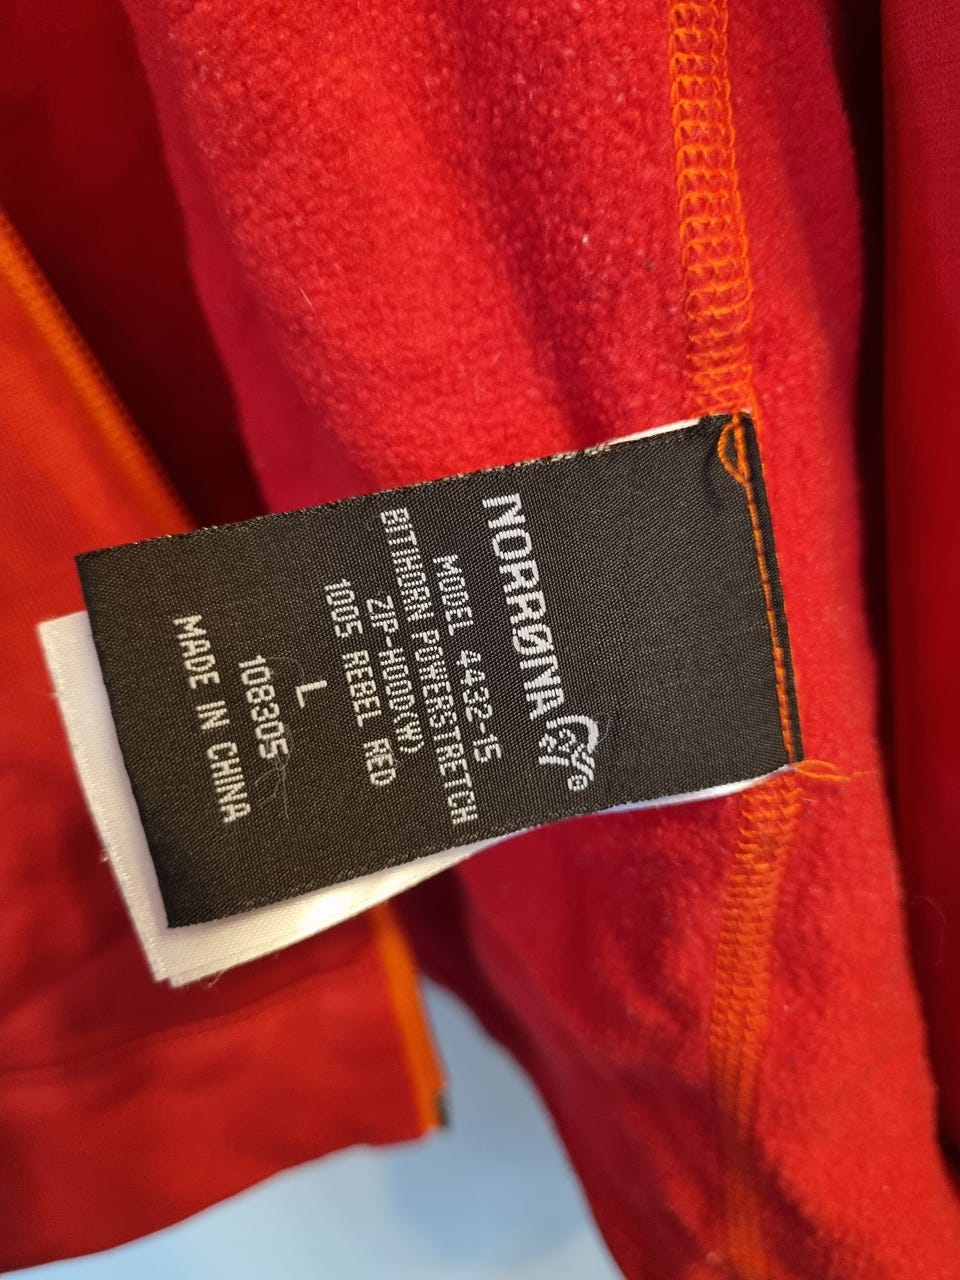 NORRØNA®
MODEL 4432-15
BITIHORN POWERSTRETCH
ZIP-HOOD(W)
1005 REBEL RED
L
108305
MADE IN CHINA